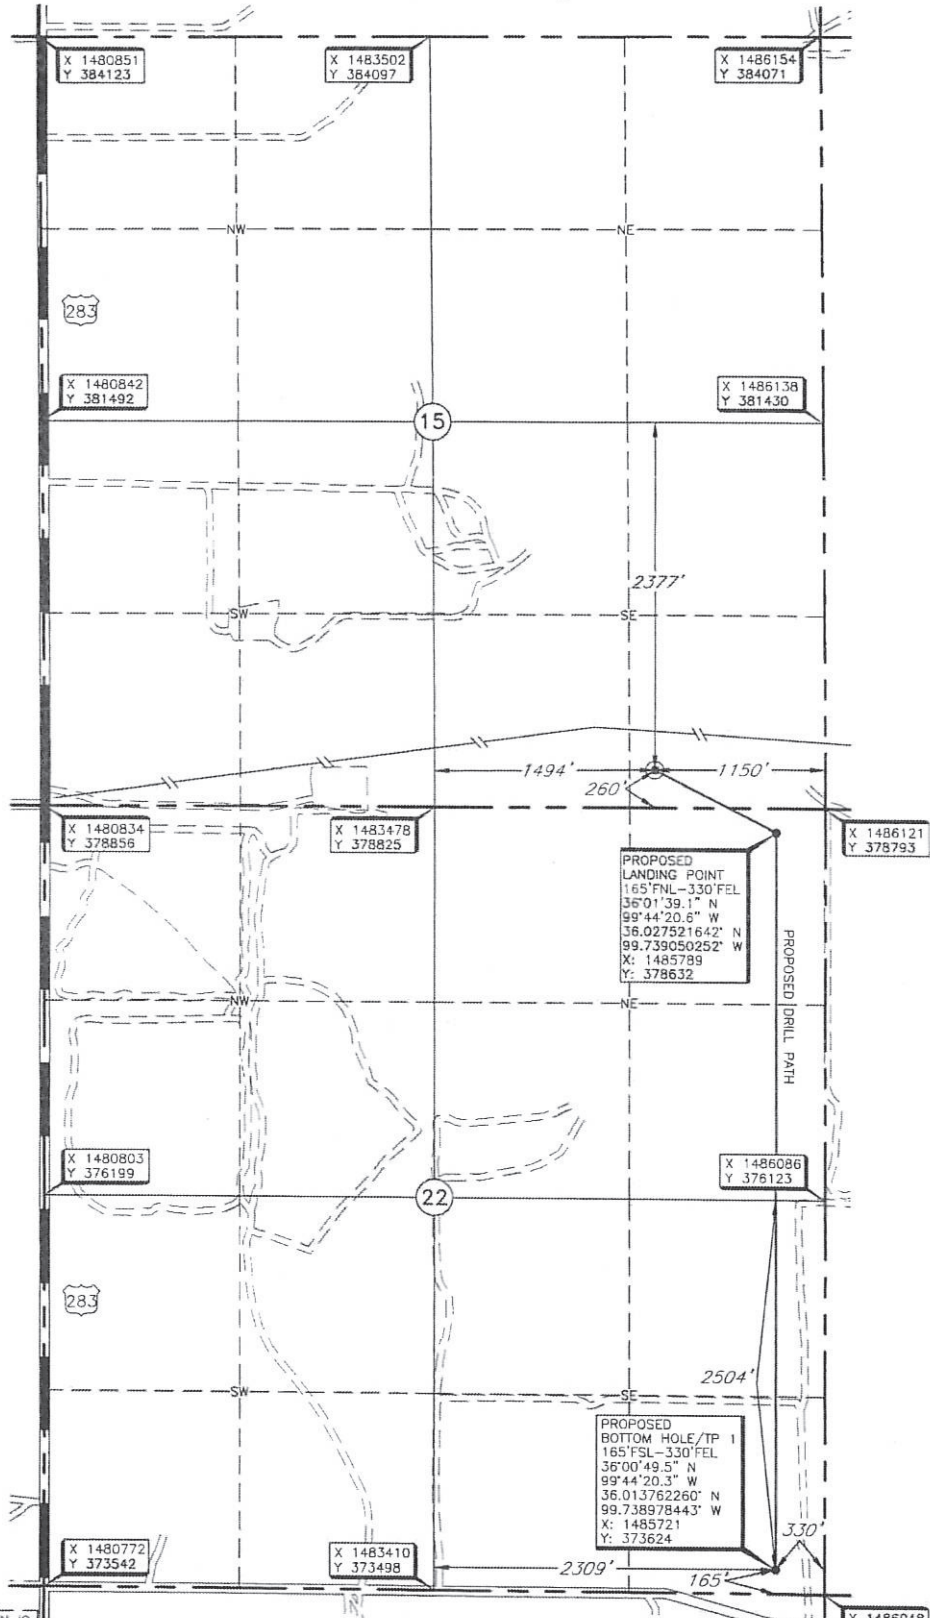 X 1480851
Y 384123
X 1483502
Y 384097
X 1486154
Y 384071
NW
NE
283
X 1480842
Y 381492
X 1486138
Y 381430
15
2377'
SW
SE
1494'
1150'
260'
X 1480834
Y 378856
X 1483478
Y 378825
X 1486121
Y 378793
PROPOSED
LANDING POINT
165'FNL-330'FEL
36°01'39.1" N
99°44'20.6" W
36.027521642° N
99.739050252° W
X: 1485789
Y: 378632
PROPOSED DRILL PATH
NW
NE
X 1480803
Y 376199
X 1486086
Y 376123
22
283
2504'
SW
SE
PROPOSED
BOTTOM HOLE/TP 1
165'FSL-330'FEL
36°00'49.5" N
99°44'20.3" W
36.013762260° N
99.738978443° W
X: 1485721
Y: 373624
330'
X 1480772
Y 373542
X 1483410
Y 373498
2309'
165'